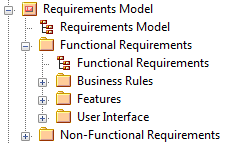 Requirements Model
Requirements Model
Functional Requirements
Functional Requirements
Business Rules
Features
User Interface
Non-Functional Requirements